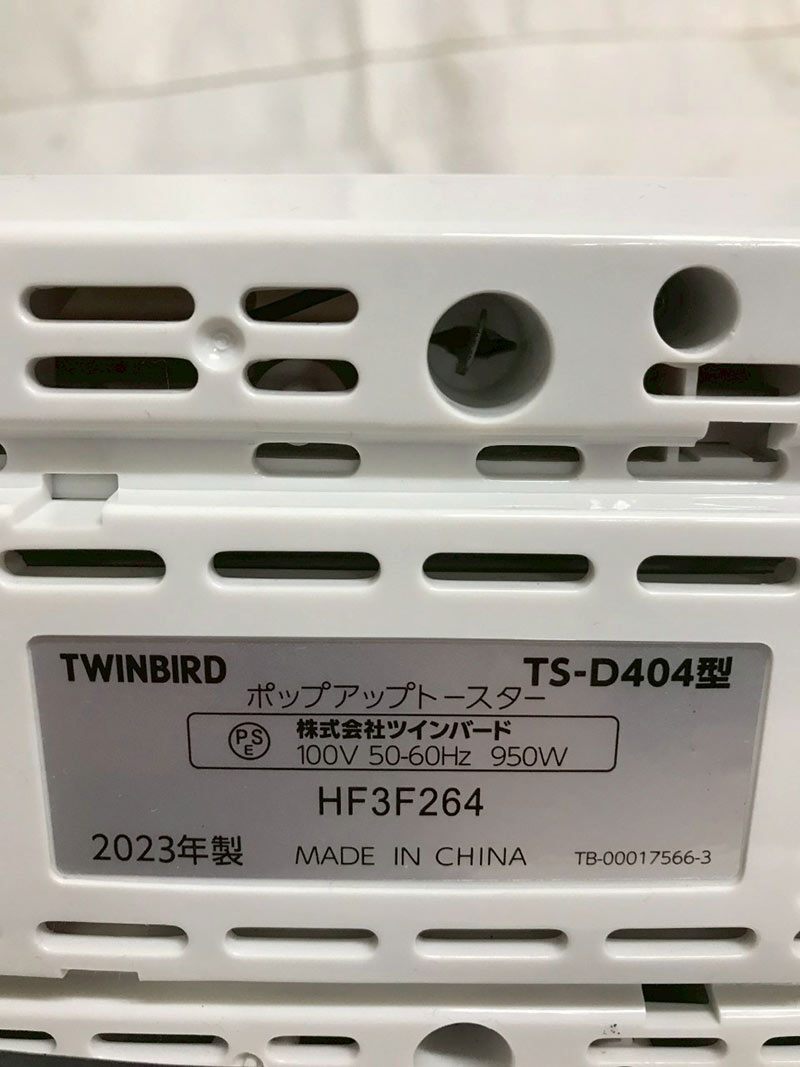 TWINBIRD
TS-D404型
ポップアップトースター
PSE
株式会社ツインバード
100V 50-60Hz 950W
HF3F264
2023年製
MADE IN CHINA
TB-00017566-3